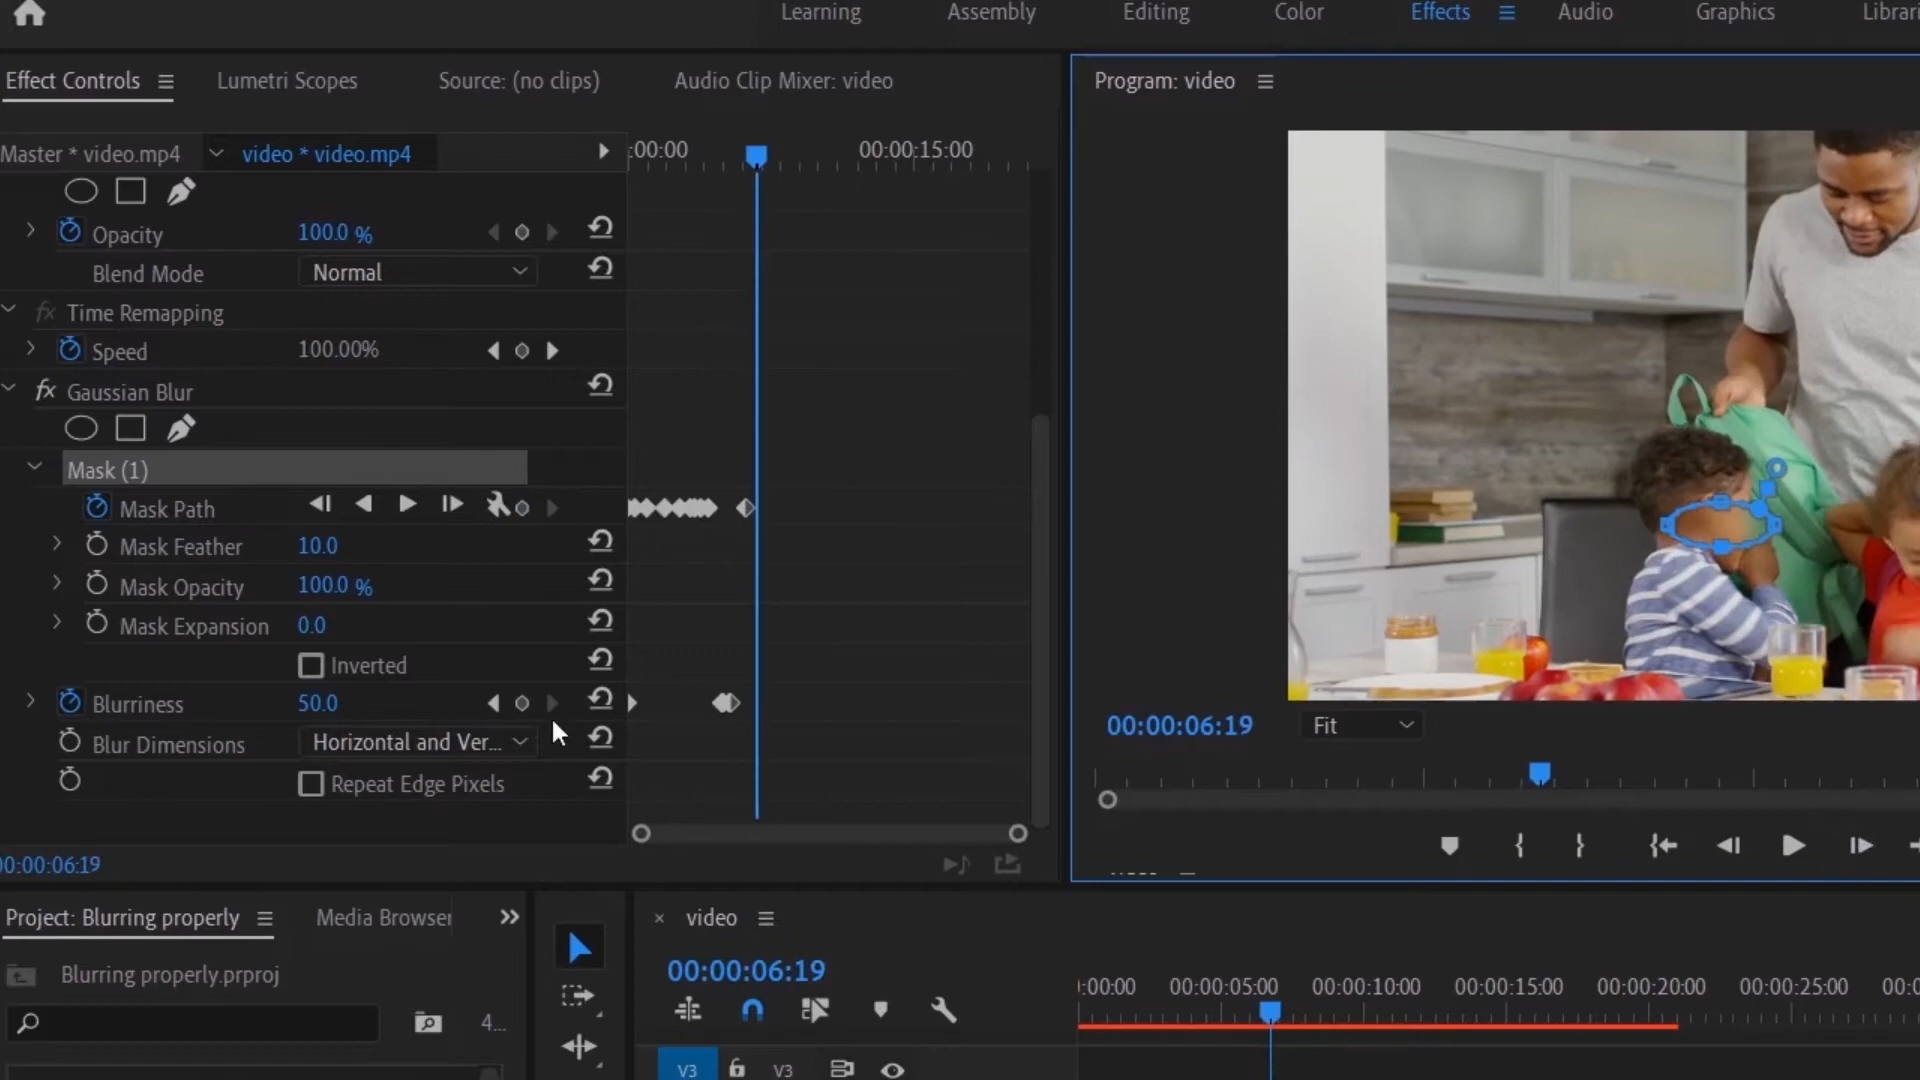 Learning Assembly Editing Color Effects Audio Graphics Librari
Effect Controls Lumetri Scopes Source: (no clips) Audio Clip Mixer: video
Program: video
Master * video.mp4 video * video.mp4
:00:00 00:00:15:00
Opacity 100.0 %
Blend Mode Normal
Time Remapping
Speed 100.00%
fx Gaussian Blur
Mask (1)
Mask Path
Mask Feather 10.0
Mask Opacity 100.0 %
Mask Expansion 0.0
Inverted
Blurriness 50.0
Blur Dimensions Horizontal and Ver...
Repeat Edge Pixels
00:00:06:19
00:00:06:19 Fit
Project: Blurring properly Media Browser
Blurring properly.prproj
4...
video
00:00:06:19
:00:00 00:00:05:00 00:00:10:00 00:00:15:00 00:00:20:00 00:00:25:00 00:
V3 V3